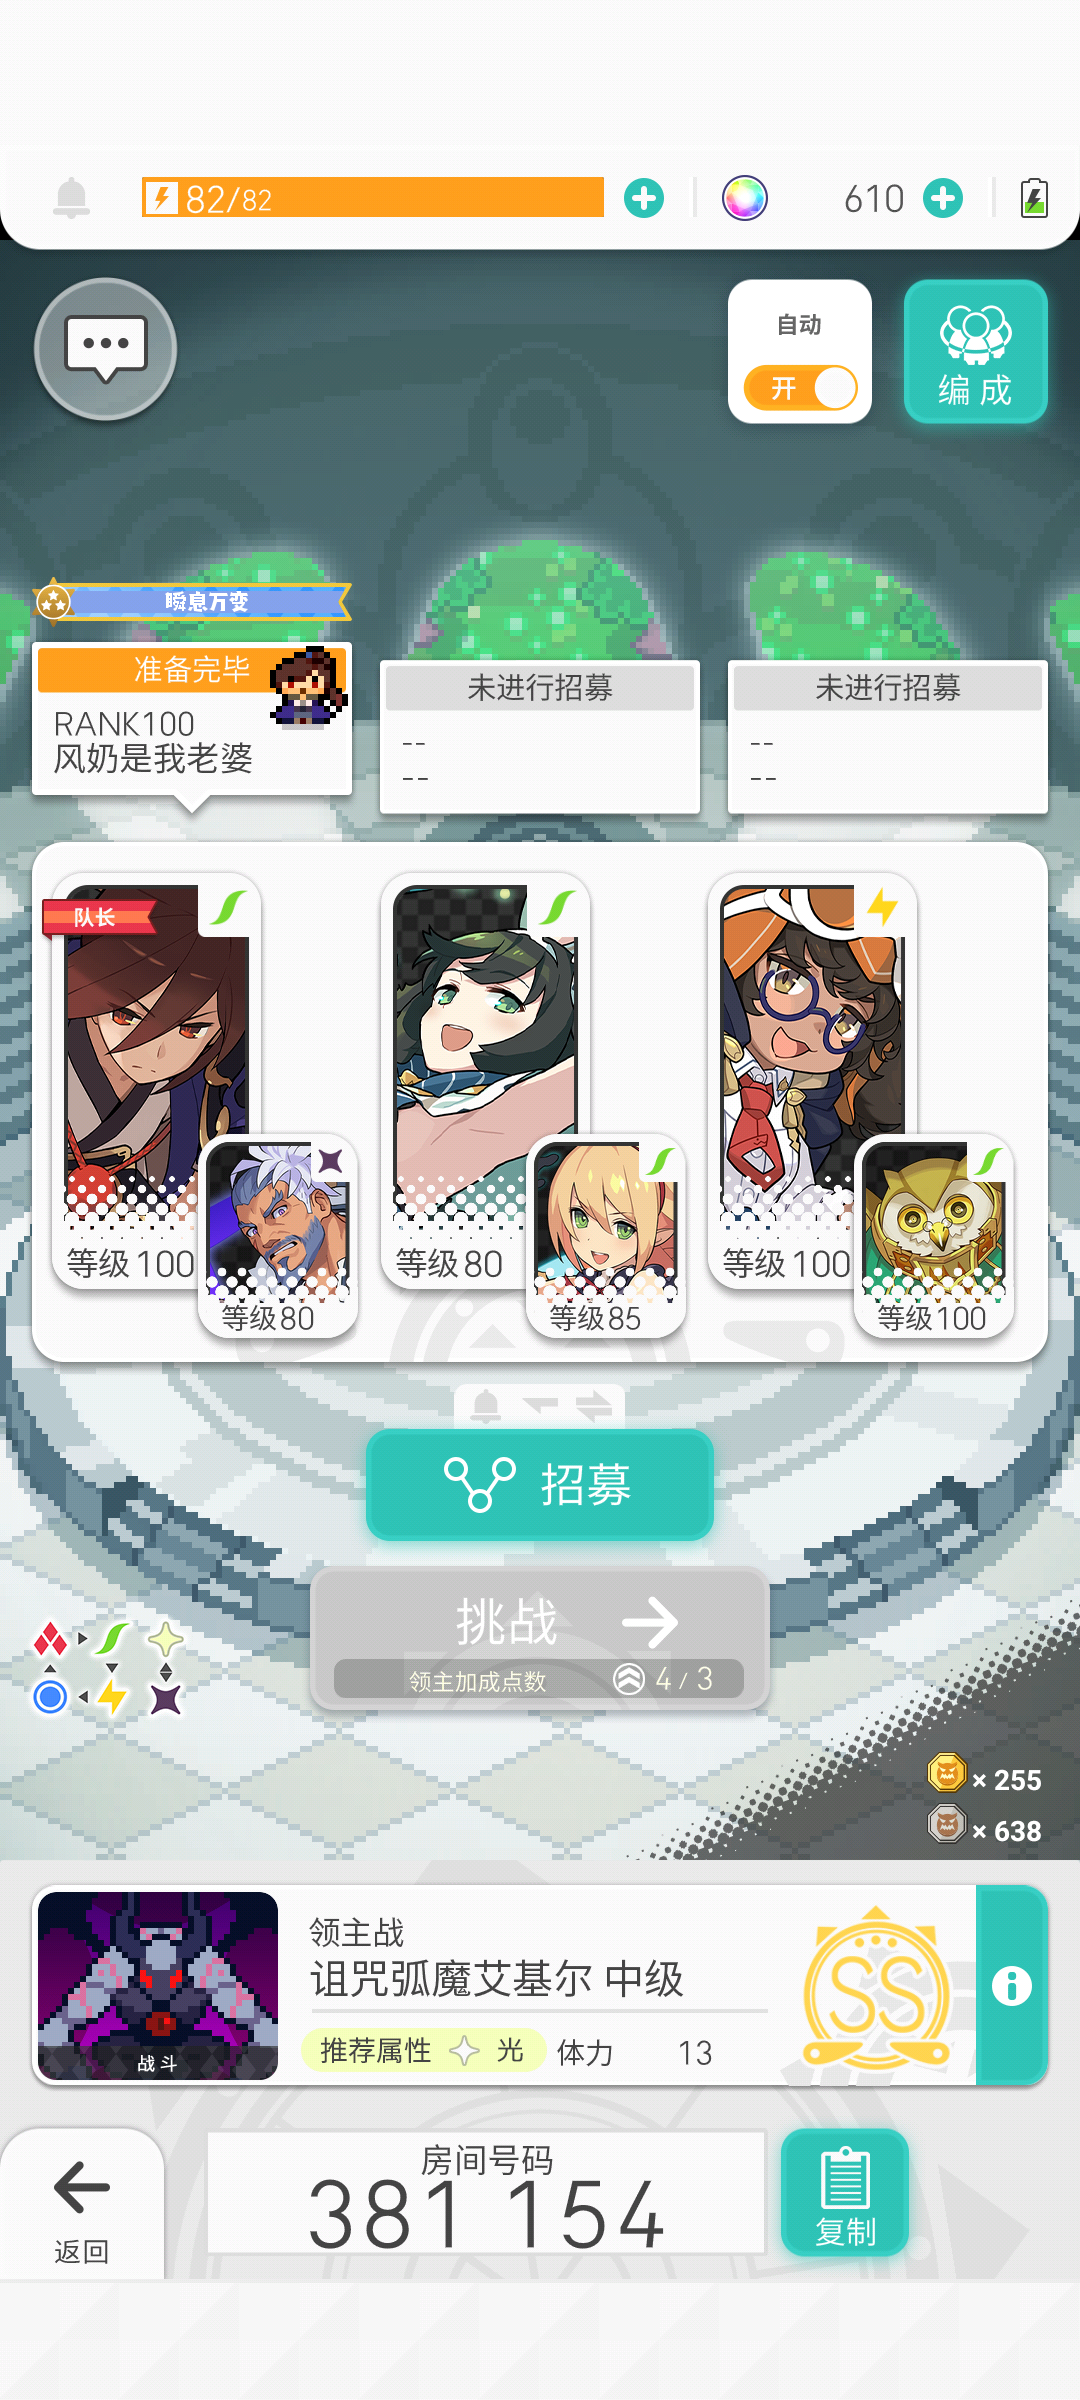 82/82
610
自动
开
编成
瞬息万变
准备完毕
RANK100
风奶是我老婆
未进行招募
--
--
未进行招募
--
--
队长
等级100
等级80
等级80
等级85
等级100
等级100
招募
挑战
领主加成点数 4 / 3
× 255
× 638
战斗
领主战
诅咒弧魔艾基尔 中级
推荐属性 光 体力 13
SS
房间号码
381 154
复制
返回